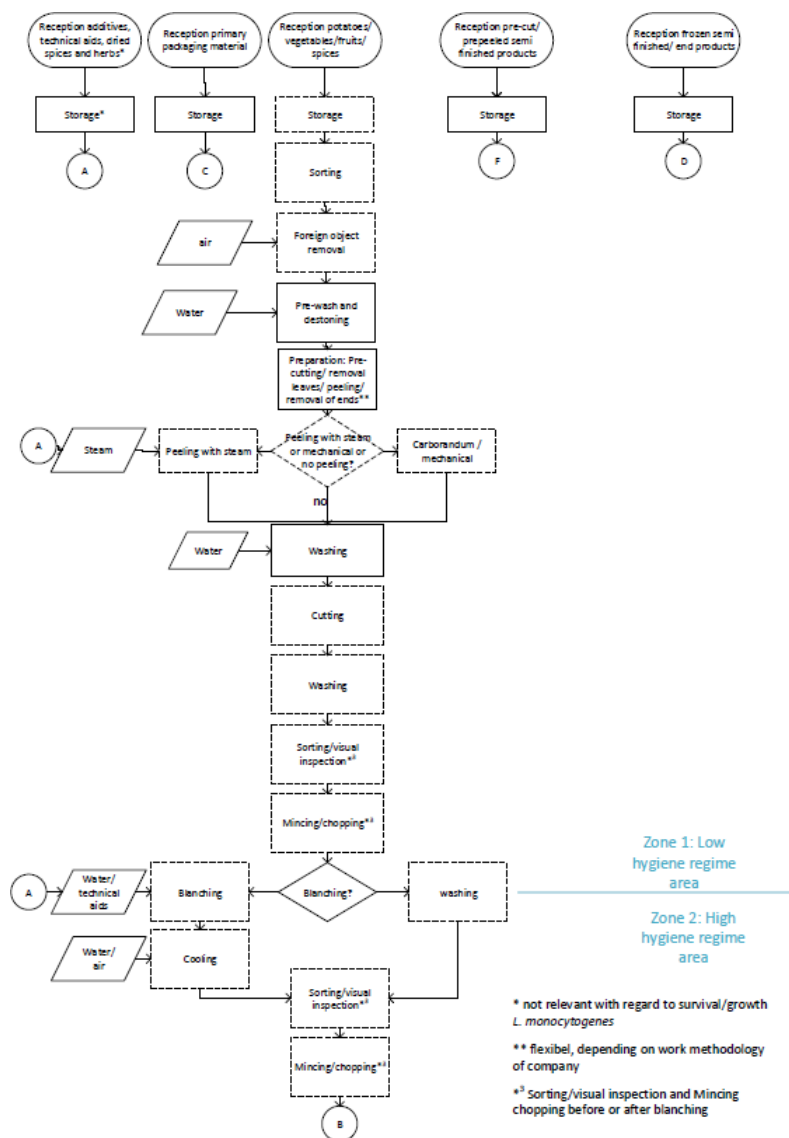 Reception additives,
technical aids, dried
spices and herbs*
Reception primary
packaging material
Reception potatoes/
vegetables/fruits/
spices
Reception pre-cut/
prepeeled semi
finished products
Reception frozen semi
finished/ end products
Storage*
Storage
Storage
Storage
Storage
A
C
F
D
Sorting
air
Foreign object
removal
Water
Pre-wash and
destoning
Preparation: Pre-
cutting/ removal
leaves/ peeling/
removal of ends**
A
Steam
Peeling with steam
Peeling with steam
or mechanical or
no peeling?
Carborandum /
mechanical
no
Water
Washing
Cutting
Washing
Sorting/visual
inspection*³
Mincing/chopping*³
Zone 1: Low
hygiene regime
area
A
Water/
technical
aids
Blanching
Blanching?
washing
Zone 2: High
hygiene regime
area
Water/
air
Cooling
Sorting/visual
inspection*³
Mincing/chopping*³
B
* not relevant with regard to survival/growth
L. monocytogenes
** flexibel, depending on work methodology
of company
*³ Sorting/visual inspection and Mincing
chopping before or after blanching